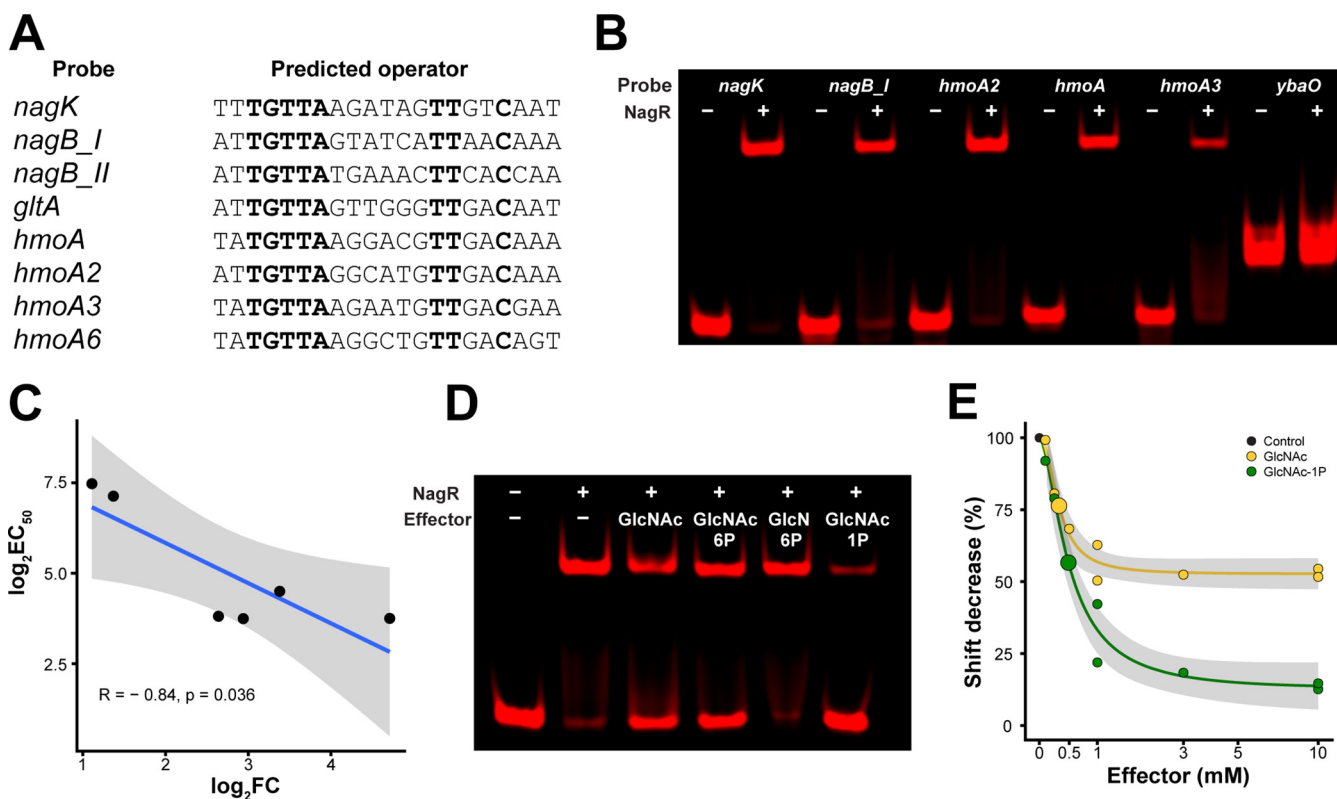 A
Probe Predicted operator
nagK TTTGTTAAGATAGTTGTCAAT
nagB_I ATTGTTAGTATCATTAACAAA
nagB_II ATTGTTATGAAACTTCACCAA
gltA ATTGTTAGTTGGGTTGACAAT
hmoA TATGTTAAGGACGTTGACAAA
hmoA2 ATTGTTAGGCATGTTGACAAA
hmoA3 TATGTTAAGAATGTTGACGAA
hmoA6 TATGTTAAGGCTGTTGACAGT
B
Probe nagK nagB_I hmoA2 hmoA hmoA3 ybaO
NagR − + − + − + − + − + − +
C
log2EC50
7.5
5.0
2.5
R = − 0.84, p = 0.036
1 2 3 4
log2FC
D
NagR − + + + + +
Effector − − GlcNAc GlcNAc 6P GlcN 6P GlcNAc 1P
E
Shift decrease (%)
100
75
50
25
0
Control
GlcNAc
GlcNAc-1P
0 0.5 1 3 5 10
Effector (mM)